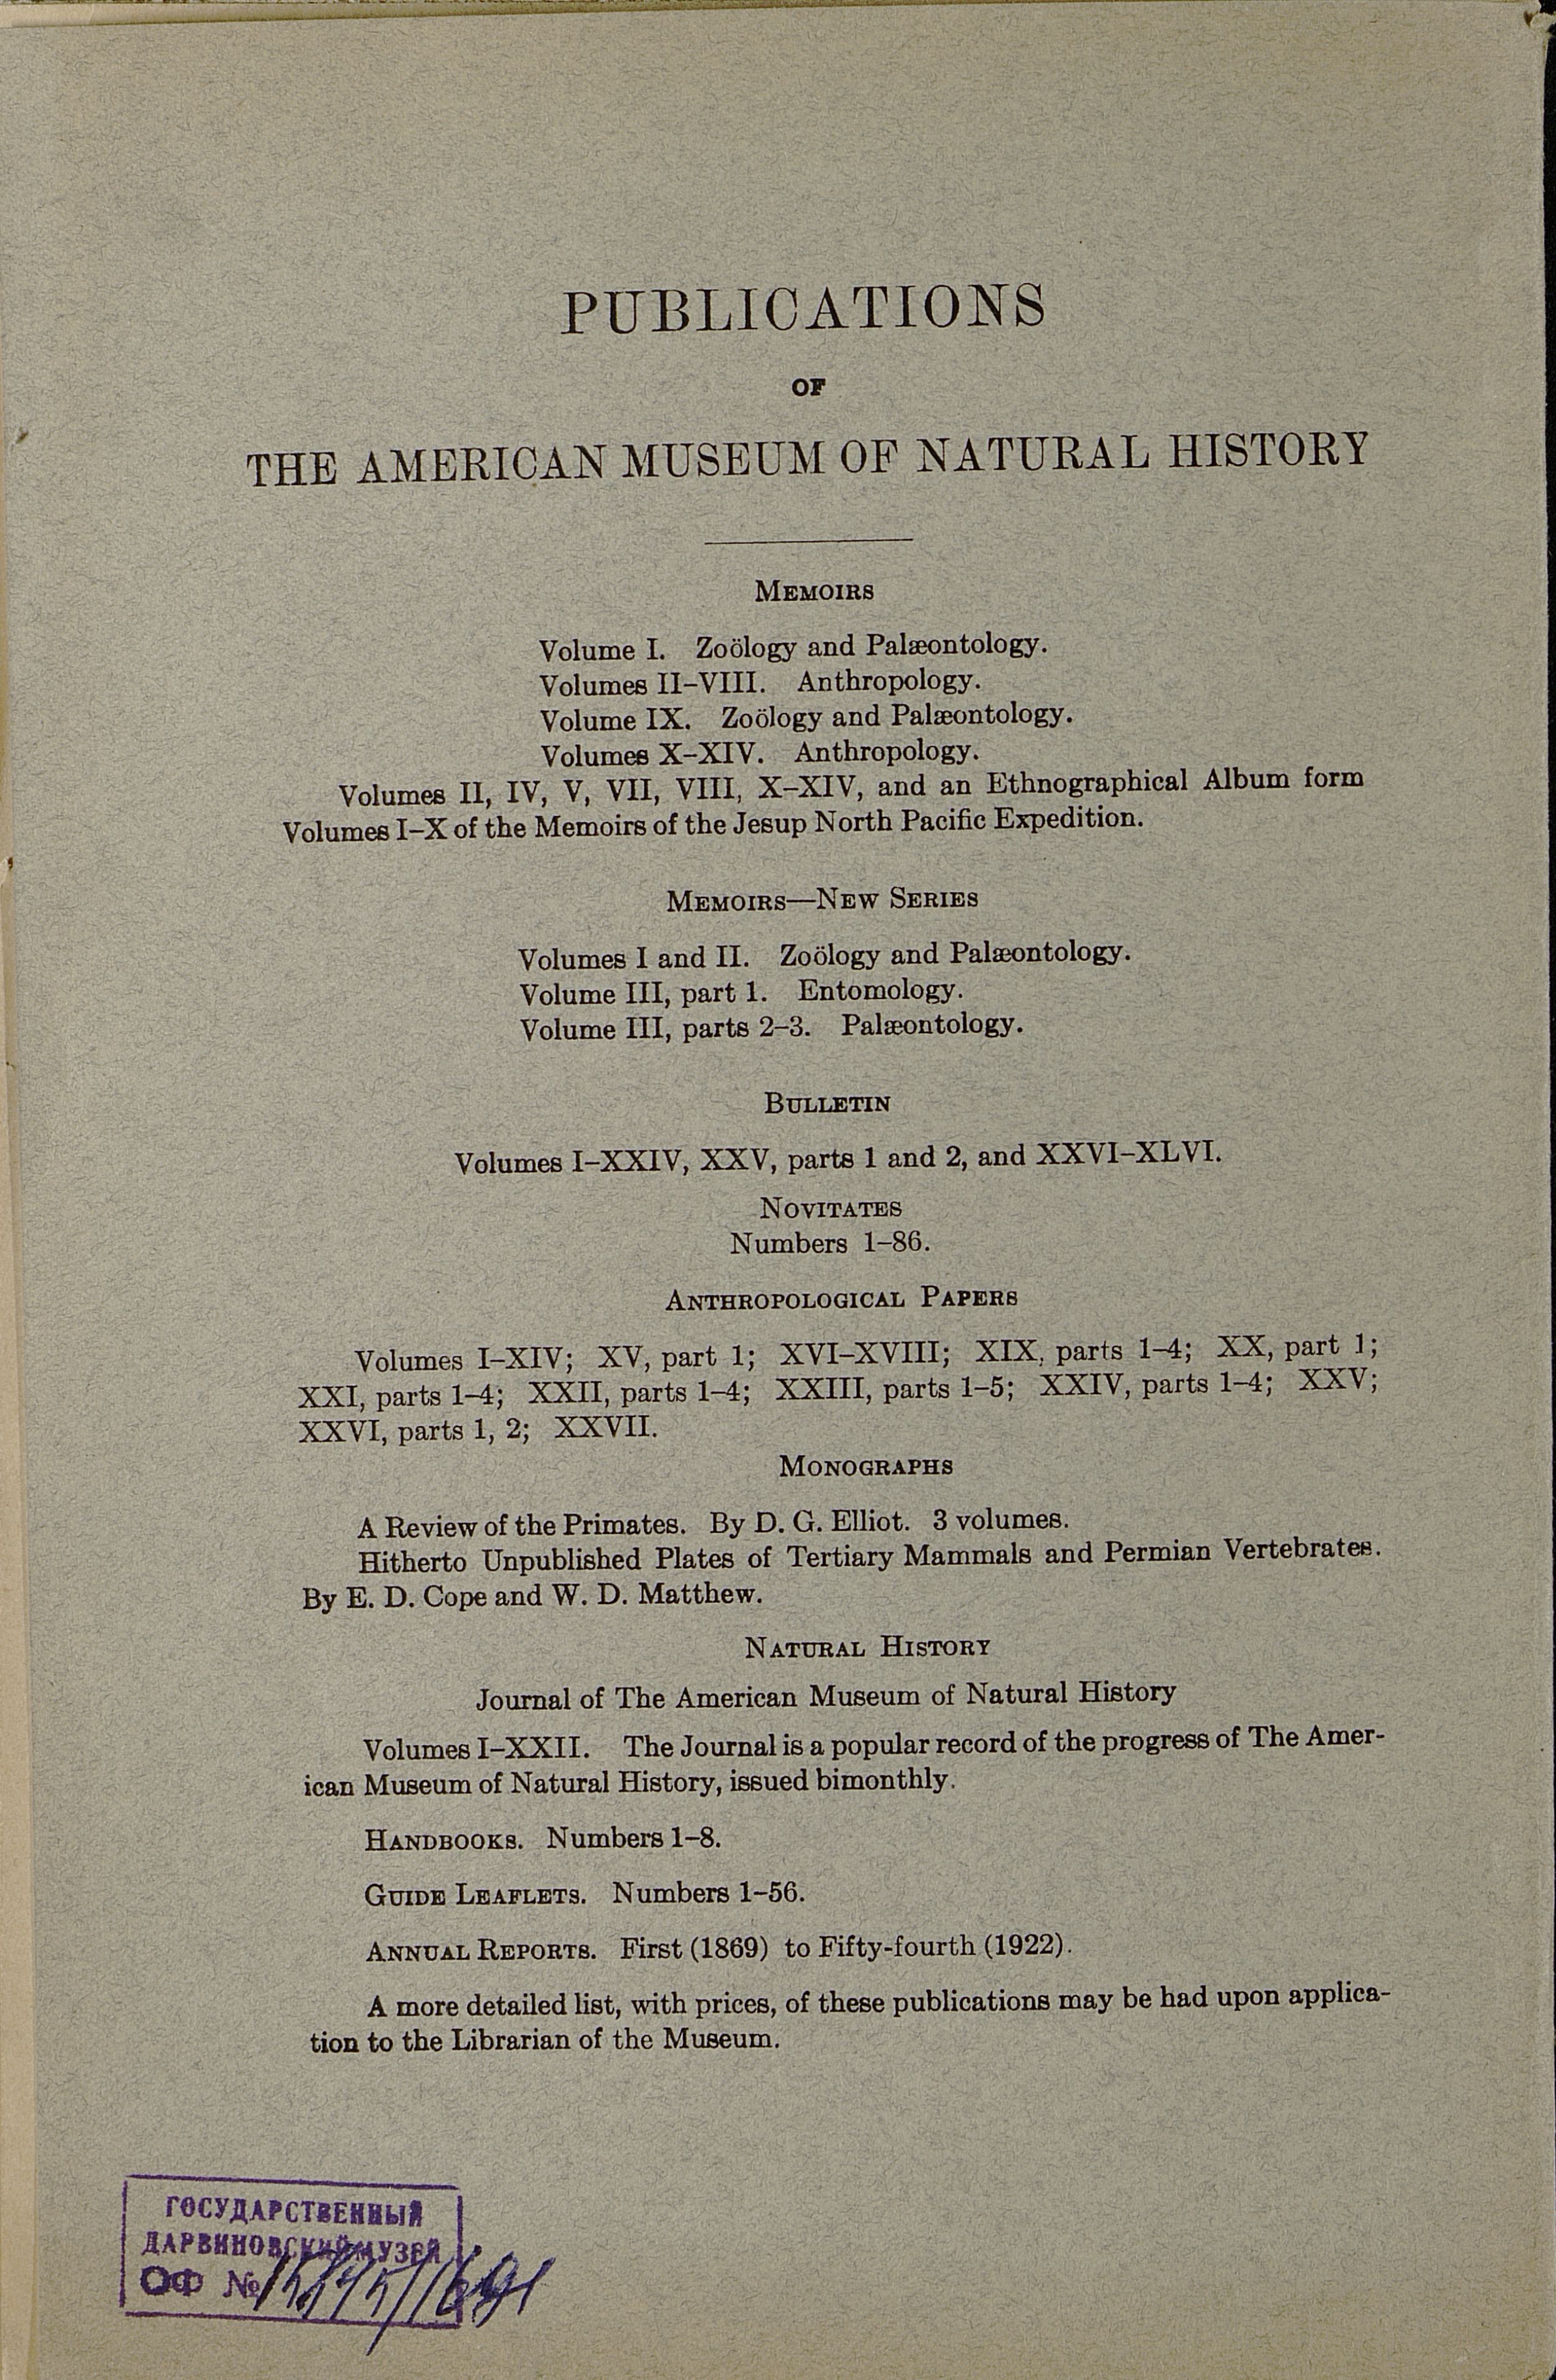 PUBLICATIONS
OF
THE AMERICAN MUSEUM OF NATURAL HISTORY
MEMOIRS
Volume I. Zoölogy and Palæontology.
Volumes II–VIII. Anthropology.
Volume IX. Zoölogy and Palæontology.
Volumes X–XIV. Anthropology.
Volumes II, IV, V, VII, VIII, X–XIV, and an Ethnographical Album form
Volumes I–X of the Memoirs of the Jesup North Pacific Expedition.
MEMOIRS—NEW SERIES
Volumes I and II. Zoölogy and Palæontology.
Volume III, part 1. Entomology.
Volume III, parts 2–3. Palæontology.
BULLETIN
Volumes I–XXIV, XXV, parts 1 and 2, and XXVI–XLVI.
NOVITATES
Numbers 1–86.
ANTHROPOLOGICAL PAPERS
Volumes I–XIV; XV, part 1; XVI–XVIII; XIX, parts 1–4; XX, part 1;
XXI, parts 1–4; XXII, parts 1–4; XXIII, parts 1–5; XXIV, parts 1–4; XXV;
XXVI, parts 1, 2; XXVII.
MONOGRAPHS
A Review of the Primates. By D. G. Elliot. 3 volumes.
Hitherto Unpublished Plates of Tertiary Mammals and Permian Vertebrates.
By E. D. Cope and W. D. Matthew.
NATURAL HISTORY
Journal of The American Museum of Natural History
Volumes I–XXII. The Journal is a popular record of the progress of The Amer-
ican Museum of Natural History, issued bimonthly.
HANDBOOKS. Numbers 1–8.
GUIDE LEAFLETS. Numbers 1–56.
ANNUAL REPORTS. First (1869) to Fifty-fourth (1922).
A more detailed list, with prices, of these publications may be had upon applica-
tion to the Librarian of the Museum.
ГОСУДАРСТВЕННЫЙ
ДАРВИНОВСКИЙ МУЗЕЙ
ОФ №